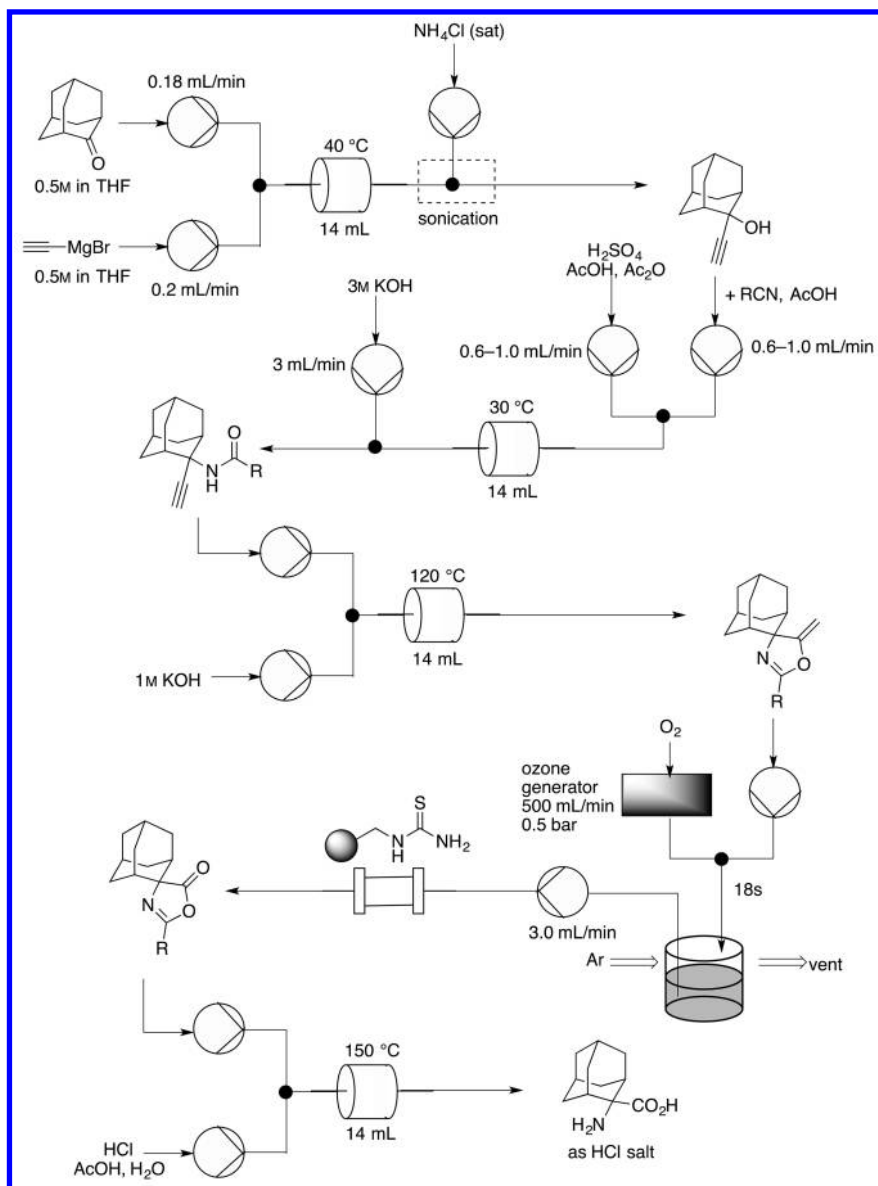 NH₄Cl (sat)
0.18 mL/min
O
0.5M in THF
40 °C
14 mL
sonication
≡—MgBr
0.5M in THF
0.2 mL/min
OH
H₂SO₄
AcOH, Ac₂O
+ RCN, AcOH
0.6–1.0 mL/min
0.6–1.0 mL/min
3M KOH
3 mL/min
30 °C
14 mL
O
N
H
R
120 °C
14 mL
1M KOH
N
O
R
O₂
ozone
generator
500 mL/min
0.5 bar
S
N
H
NH₂
18s
3.0 mL/min
Ar
vent
O
N
O
R
150 °C
14 mL
HCl
AcOH, H₂O
CO₂H
H₂N
as HCl salt